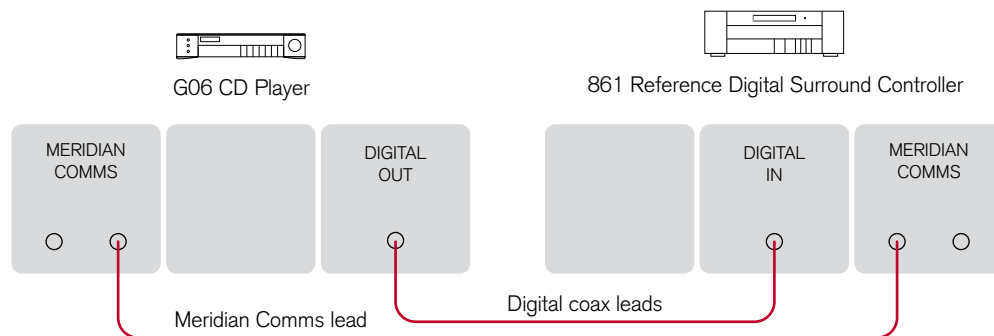 G06 CD Player
861 Reference Digital Surround Controller
MERIDIAN
COMMS
DIGITAL
OUT
DIGITAL
IN
MERIDIAN
COMMS
Digital coax leads
Meridian Comms lead